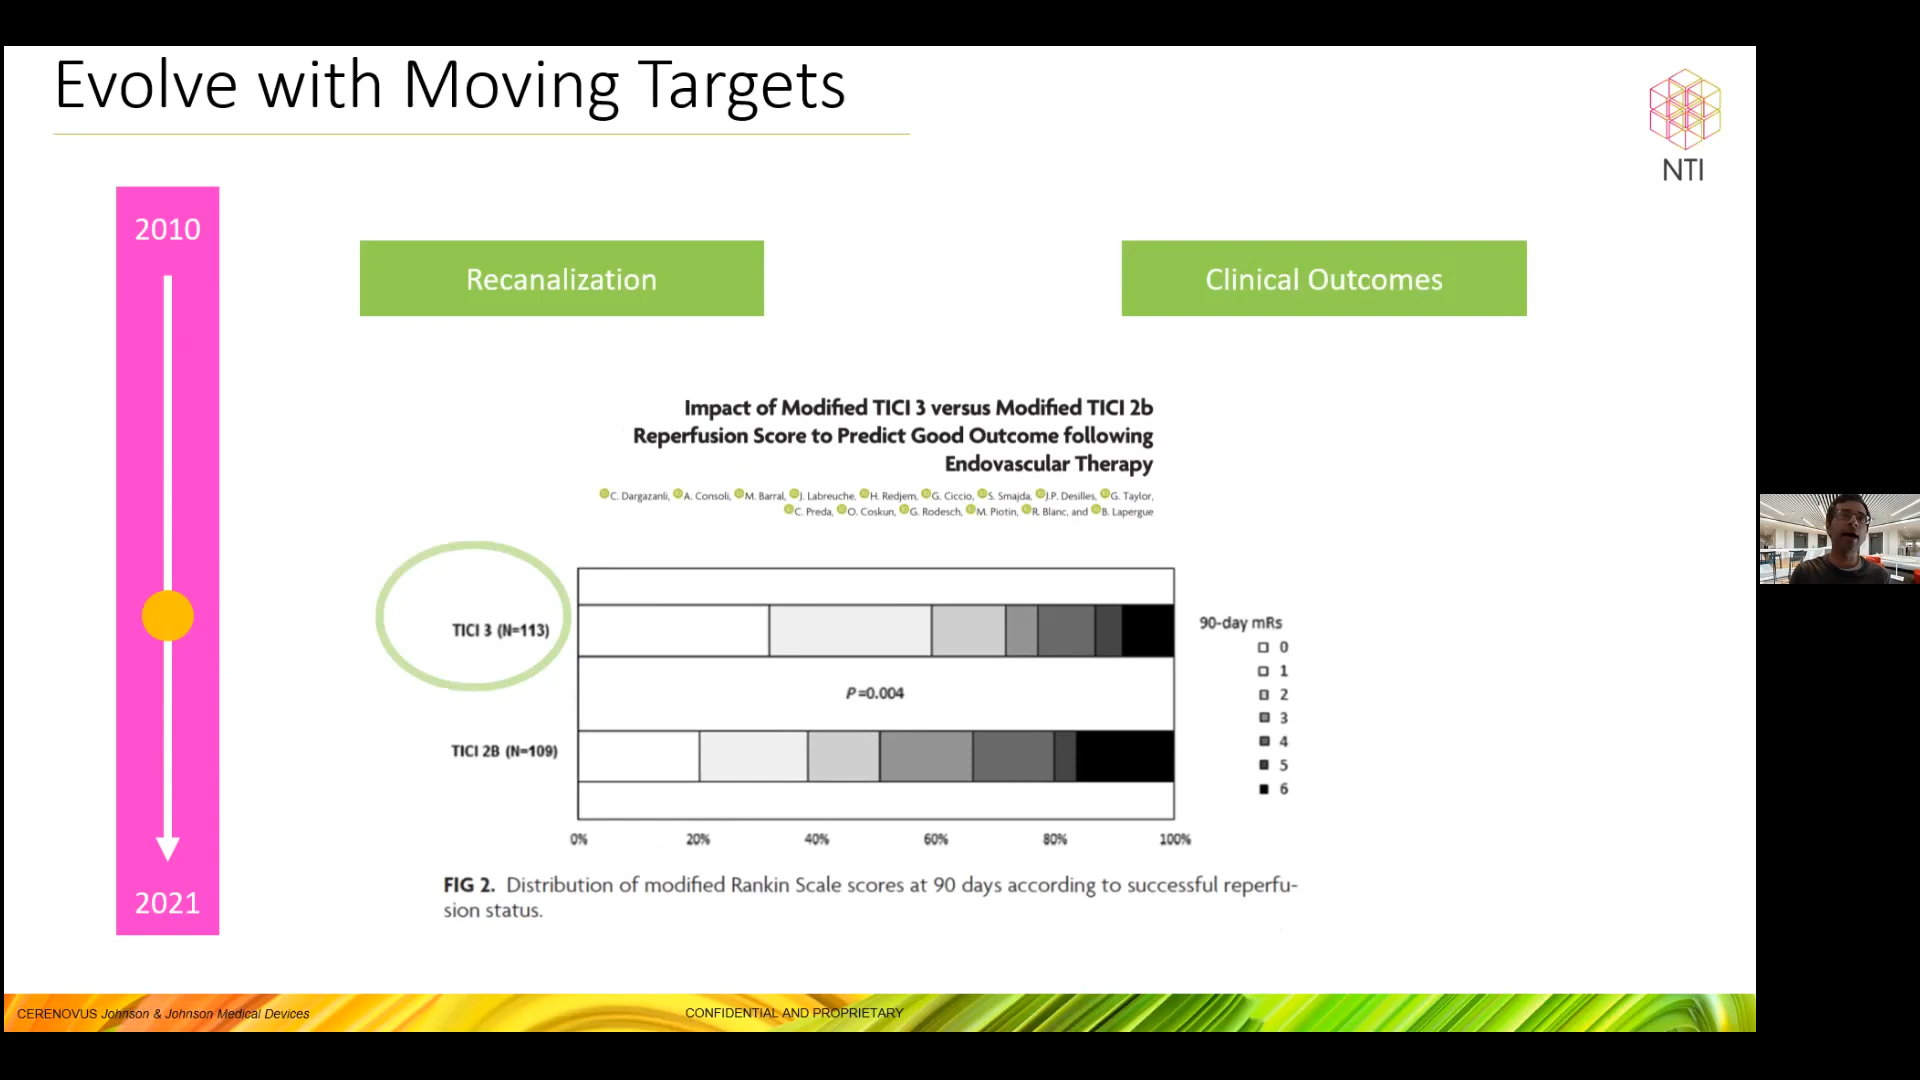 Evolve with Moving Targets
NTI
2010
2021
Recanalization
Clinical Outcomes
Impact of Modified TICI 3 versus Modified TICI 2b
Reperfusion Score to Predict Good Outcome following
Endovascular Therapy
C. Dargazanli, A. Consoli, M. Barral, J. Labreuche, H. Redjem, G. Ciccio, S. Smajda, J.P. Desilles, G. Taylor,
C. Preda, O. Coskun, G. Rodesch, M. Piotin, R. Blanc, and B. Lapergue
TICI 3 (N=113)
P=0.004
TICI 2B (N=109)
0% 20% 40% 60% 80% 100%
90-day mRs
0
1
2
3
4
5
6
FIG 2. Distribution of modified Rankin Scale scores at 90 days according to successful reperfu-
sion status.
CERENOVUS Johnson & Johnson Medical Devices
CONFIDENTIAL AND PROPRIETARY